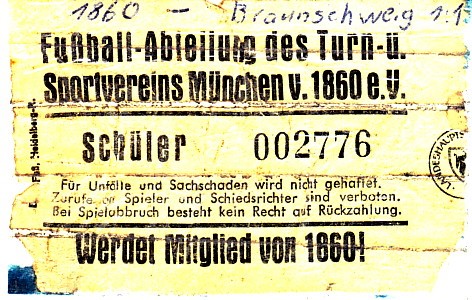 1860 - Braunschweig 1:1
Fußball-Abteilung des Turn-u.
Sportvereins München v. 1860 e.V.
Schüler 002776
Für Unfälle und Sachschaden wird nicht gehaftet.
Zurufe an Spieler und Schiedsrichter sind verboten.
Bei Spielabbruch besteht kein Recht auf Rückzahlung.
Werdet Mitglied von 1860!
Heidelberg
LANDESHAUPTS